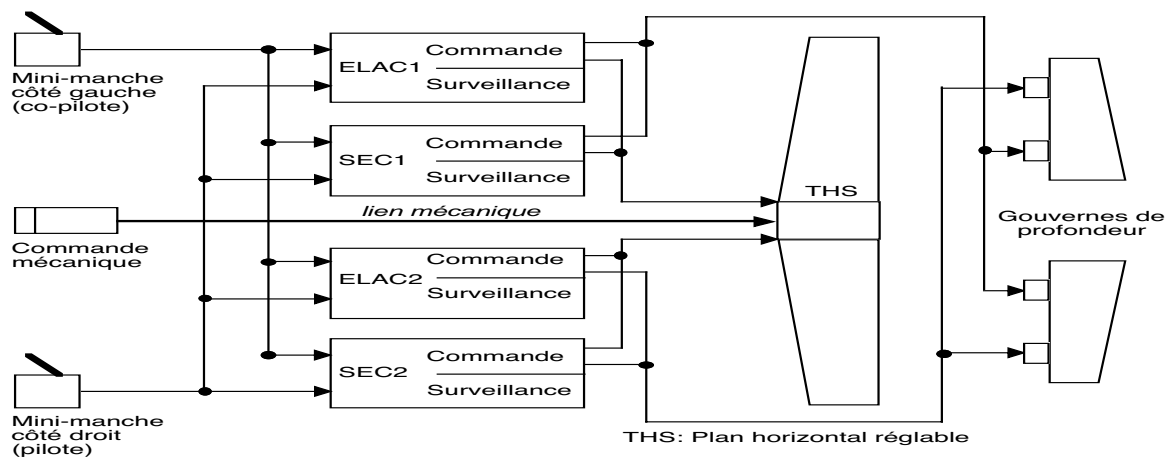 Mini-manche
côté gauche
(co-pilote)
Commande
ELAC1
Surveillance
Commande
SEC1
Surveillance
lien mécanique
Commande
mécanique
Commande
ELAC2
Surveillance
Commande
SEC2
Surveillance
Mini-manche
côté droit
(pilote)
THS
Gouvernes de
profondeur
THS: Plan horizontal réglable